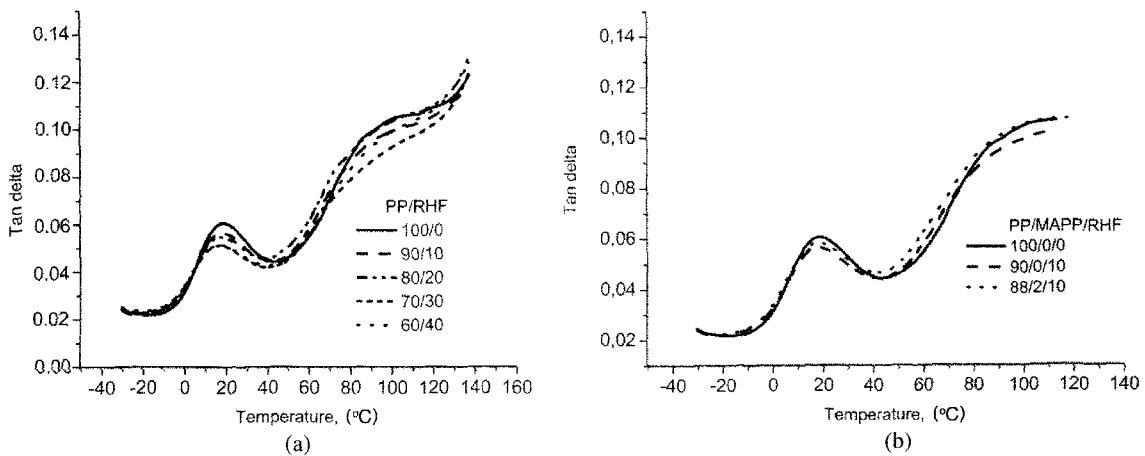 0.14
0.12
0.10
0.08
0.06
0.04
0.02
0.00
Tan delta
-40 -20 0 20 40 60 80 100 120 140 160
Temperature, (°C)
PP/RHF
100/0
90/10
80/20
70/30
60/40
(a)
0,14
0,12
0,10
0,08
0,06
0,04
0,02
Tan delta
-40 -20 0 20 40 60 80 100 120 140
Temperature, (°C)
PP/MAPP/RHF
100/0/0
90/0/10
88/2/10
(b)